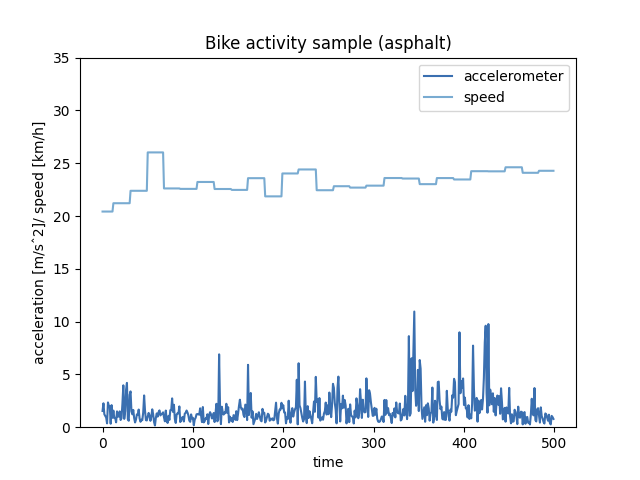 Bike activity sample (asphalt)
accelerometer
speed
35
30
25
20
15
10
5
0
acceleration [m/sˆ2]/ speed [km/h]
0 100 200 300 400 500
time